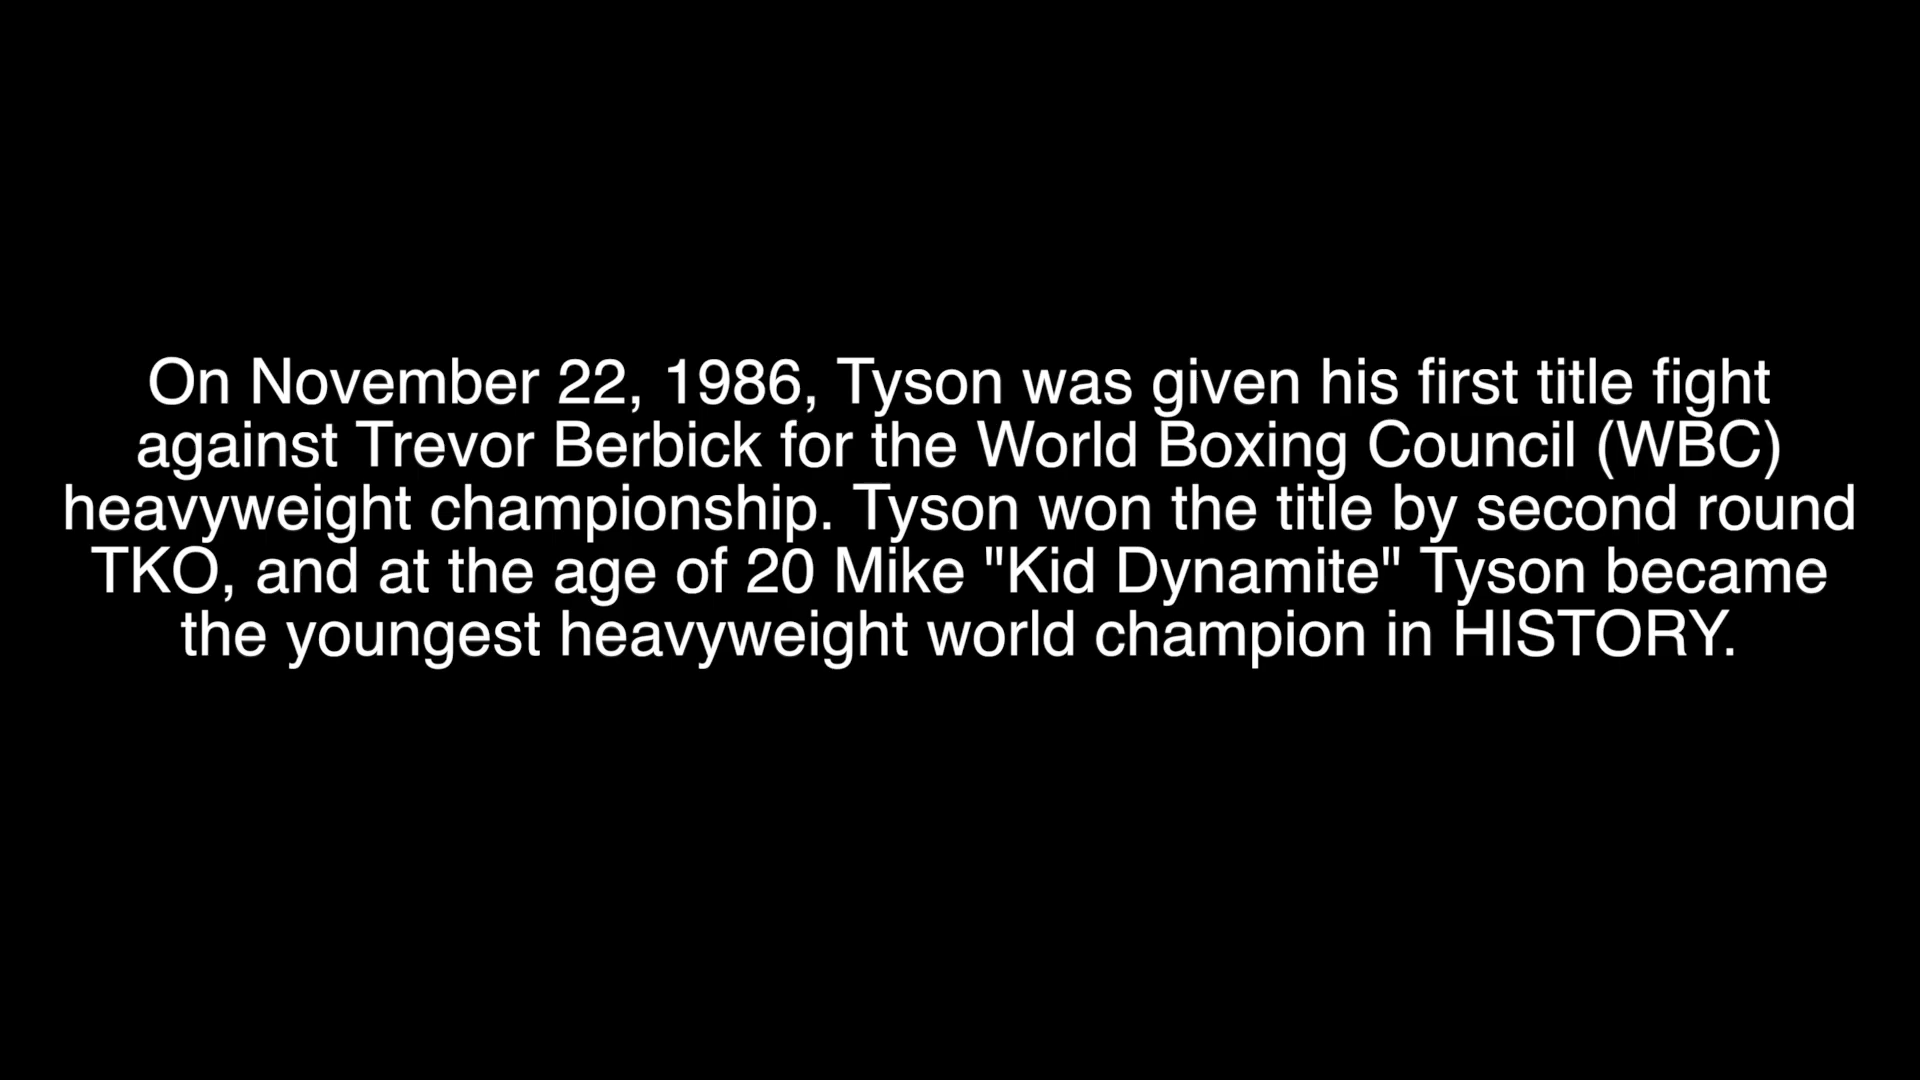 On November 22, 1986, Tyson was given his first title fight
against Trevor Berbick for the World Boxing Council (WBC)
heavyweight championship. Tyson won the title by second round
TKO, and at the age of 20 Mike "Kid Dynamite" Tyson became
the youngest heavyweight world champion in HISTORY.